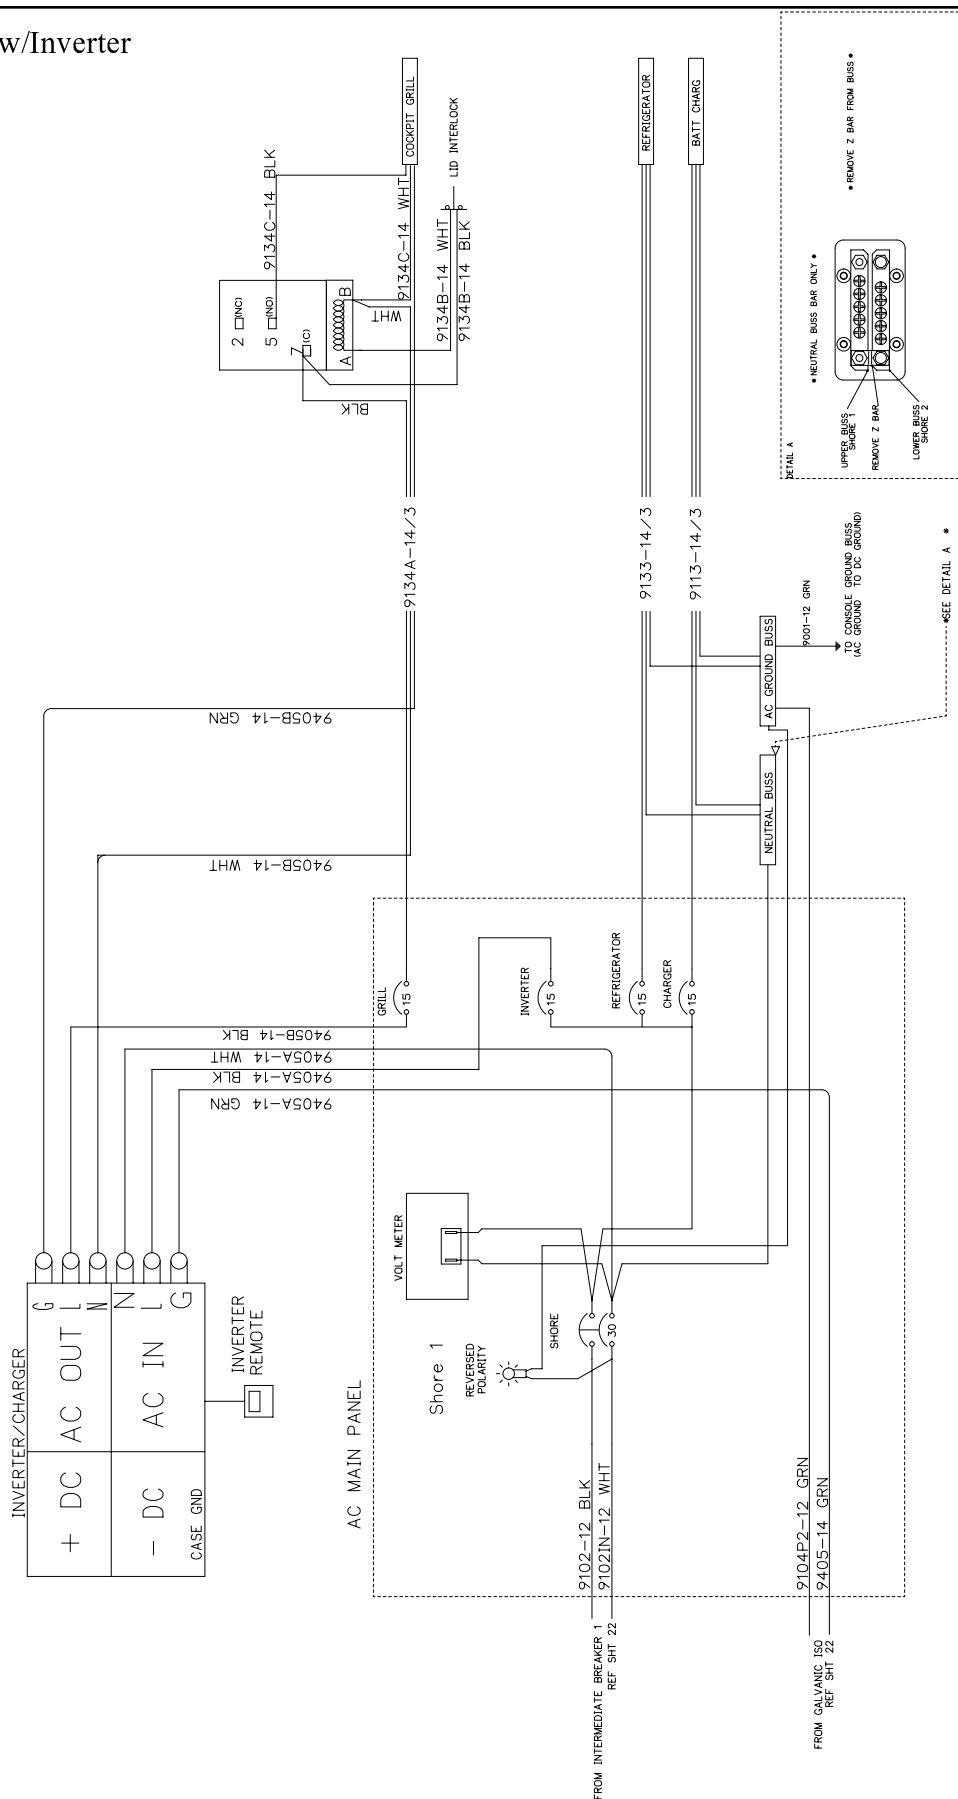 w/Inverter
COCKPIT GRILL
LID INTERLOCK
9134C-14 BLK
9134C-14 WHT
9134B-14 WHT
9134B-14 BLK
2 (NC)
5 (NO)
7 (C)
A
B
WHT
BLK
9134A-14/3
REFRIGERATOR
BATT CHARG
9133-14/3
9113-14/3
* REMOVE Z BAR FROM BUSS *
* NEUTRAL BUSS BAR ONLY *
UPPER BUSS
SHORE 1
REMOVE Z BAR
LOWER BUSS
SHORE 2
DETAIL A
*SEE DETAIL A *
AC GROUND BUSS
9001-12 GRN
TO CONSOLE GROUND BUSS
(AC GROUND TO DC GROUND)
NEUTRAL BUSS
9405B-14 GRN
9405B-14 WHT
9405B-14 BLK
9405A-14 WHT
9405A-14 BLK
9405A-14 GRN
GRILL
15
INVERTER
15
REFRIGERATOR
15
CHARGER
15
INVERTER/CHARGER
+ DC
AC OUT
G
L
N
- DC
AC IN
N
L
G
CASE GND
INVERTER
REMOTE
AC MAIN PANEL
Shore 1
VOLT METER
REVERSED
POLARITY
SHORE
30
9102-12 BLK
9102IN-12 WHT
FROM INTERMEDIATE BREAKER 1
REF SHT 22
9104P2-12 GRN
9405-14 GRN
FROM GALVANIC ISO
REF SHT 22